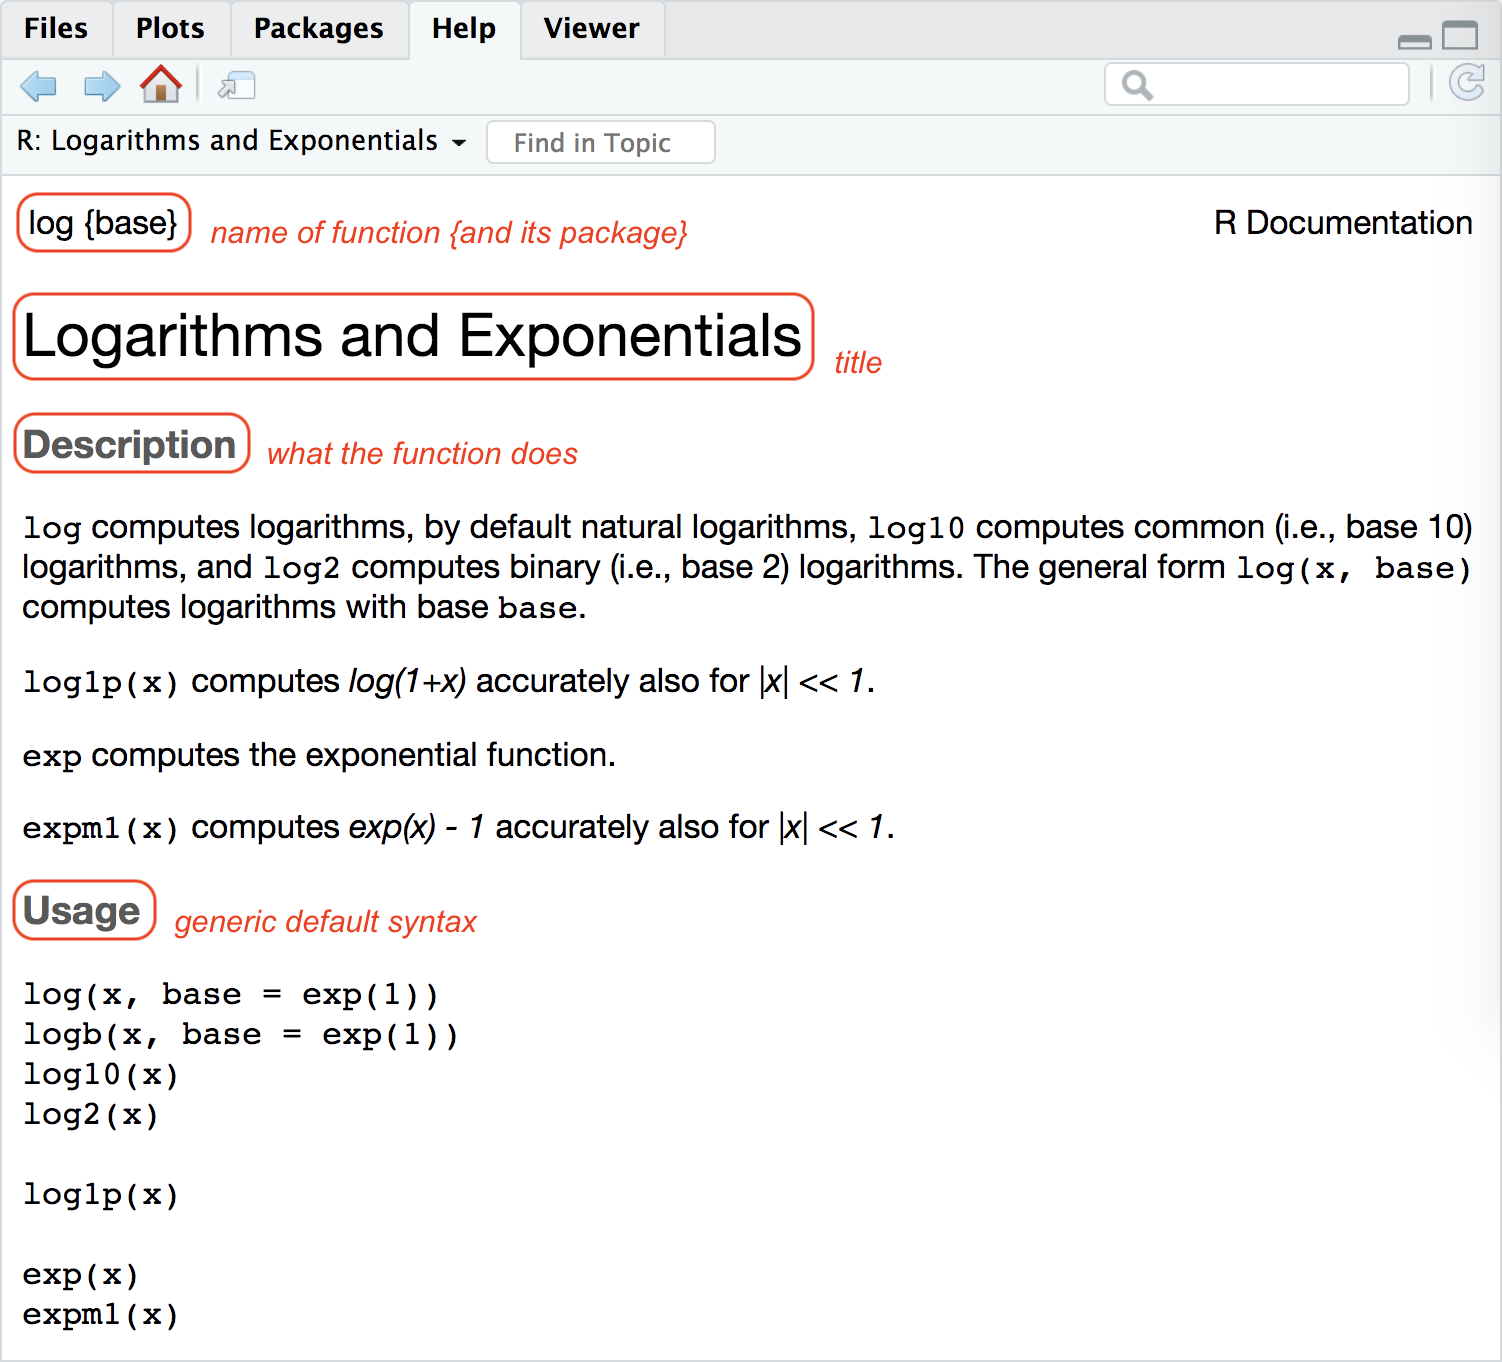 Files Plots Packages Help Viewer
R: Logarithms and Exponentials Find in Topic
log {base} name of function {and its package} R Documentation
Logarithms and Exponentials title
Description what the function does
log computes logarithms, by default natural logarithms, log10 computes common (i.e., base 10)
logarithms, and log2 computes binary (i.e., base 2) logarithms. The general form log(x, base)
computes logarithms with base base.
log1p(x) computes log(1+x) accurately also for |x| << 1.
exp computes the exponential function.
expm1(x) computes exp(x) - 1 accurately also for |x| << 1.
Usage generic default syntax
log(x, base = exp(1))
logb(x, base = exp(1))
log10(x)
log2(x)
log1p(x)
exp(x)
expm1(x)